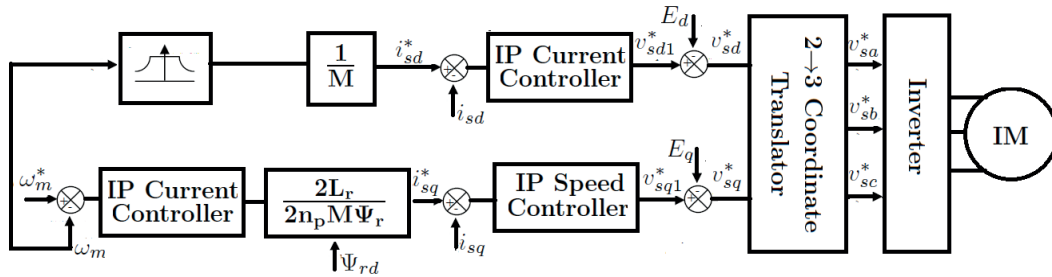 1
M
i*sd
+
-
isd
IP Current
Controller
v*sd1
Ed
+
-
v*sd
2→3 Coordinate
Translator
v*sa
v*sb
v*sc
Inverter
IM
ω*m
+
-
ωm
IP Current
Controller
2Lr
2npMΨr
Ψrd
i*sq
+
-
isq
IP Speed
Controller
v*sq1
Eq
+
-
v*sq